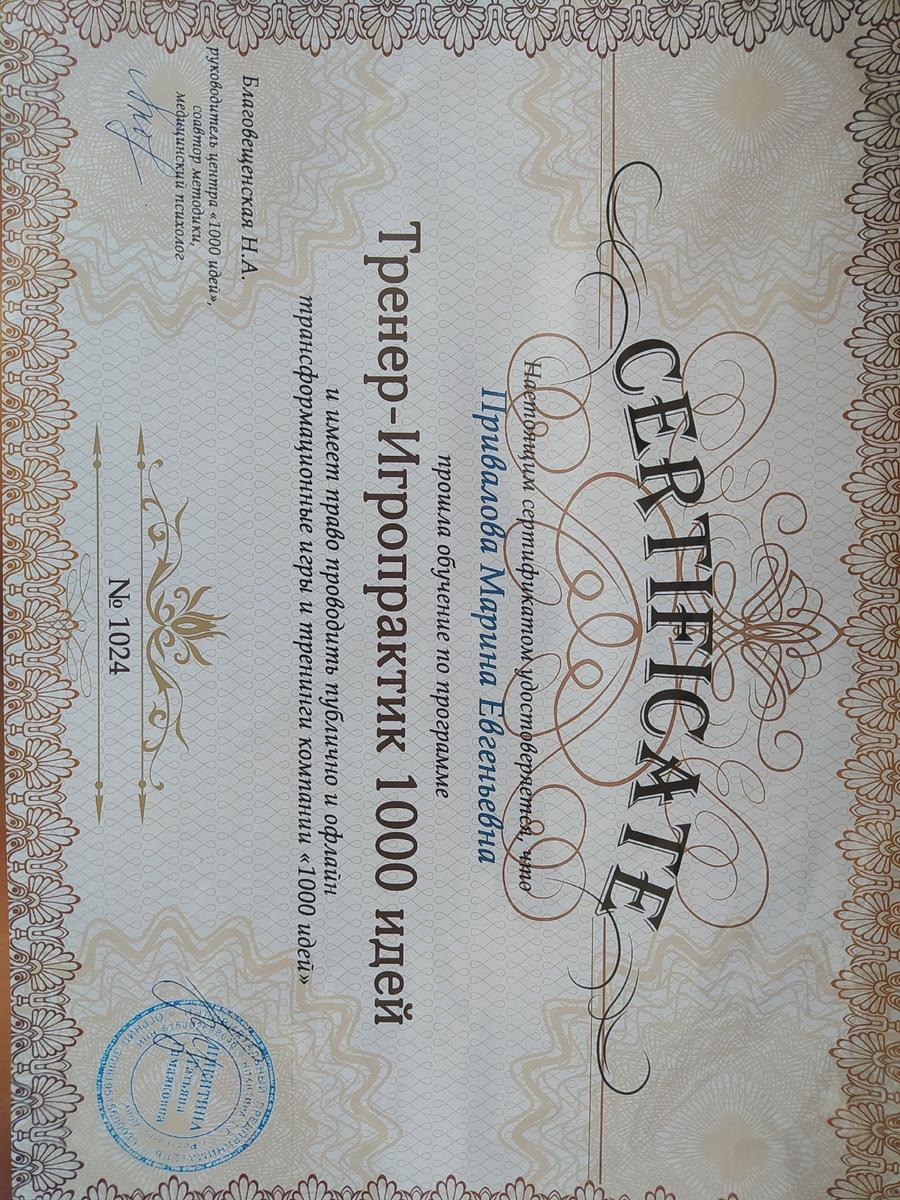 CERTIFICATE
Настоящим сертификатом удостоверяется, что
Привалова Марина Евгеньевна
прошла обучение по программе
Тренер-Игропрактик 1000 идей
и имеет право проводить публично и офлайн
трансформационные игры и тренинги компании «1000 идей»
Благовещенская Н.А.
руководитель центра «1000 идей»,
соавтор методики,
медицинский психолог
№ 1024
НИКИТИНА
Татьяна